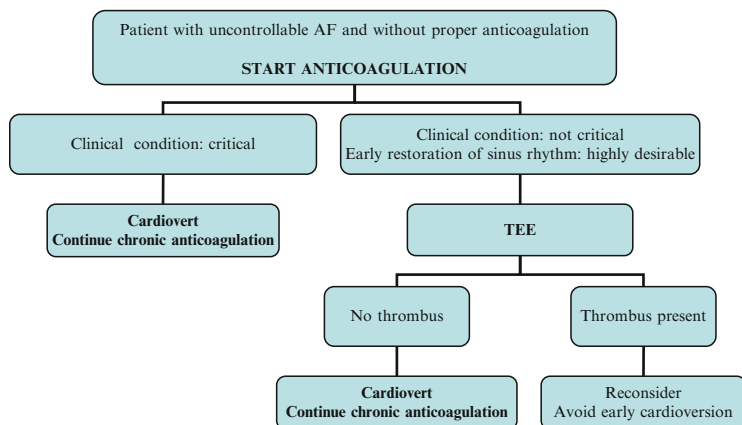 Patient with uncontrollable AF and without proper anticoagulation
START ANTICOAGULATION
Clinical condition: critical
Clinical condition: not critical
Early restoration of sinus rhythm: highly desirable
Cardiovert
Continue chronic anticoagulation
TEE
No thrombus
Thrombus present
Cardiovert
Continue chronic anticoagulation
Reconsider
Avoid early cardioversion